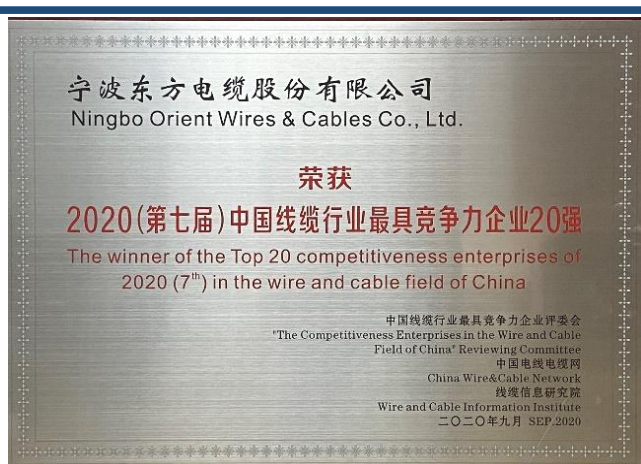 宁波东方电缆股份有限公司
Ningbo Orient Wires & Cables Co., Ltd.
荣获
2020(第七届)中国线缆行业最具竞争力企业20强
The winner of the Top 20 competitiveness enterprises of
2020 (7th) in the wire and cable field of China
中国线缆行业最具竞争力企业评委会
"The Competitiveness Enterprises in the Wire and Cable
Field of China" Reviewing Committee
中国电线电缆网
China Wire&Cable Network
线缆信息研究院
Wire and Cable Information Institute
二〇二〇年九月 SEP.2020